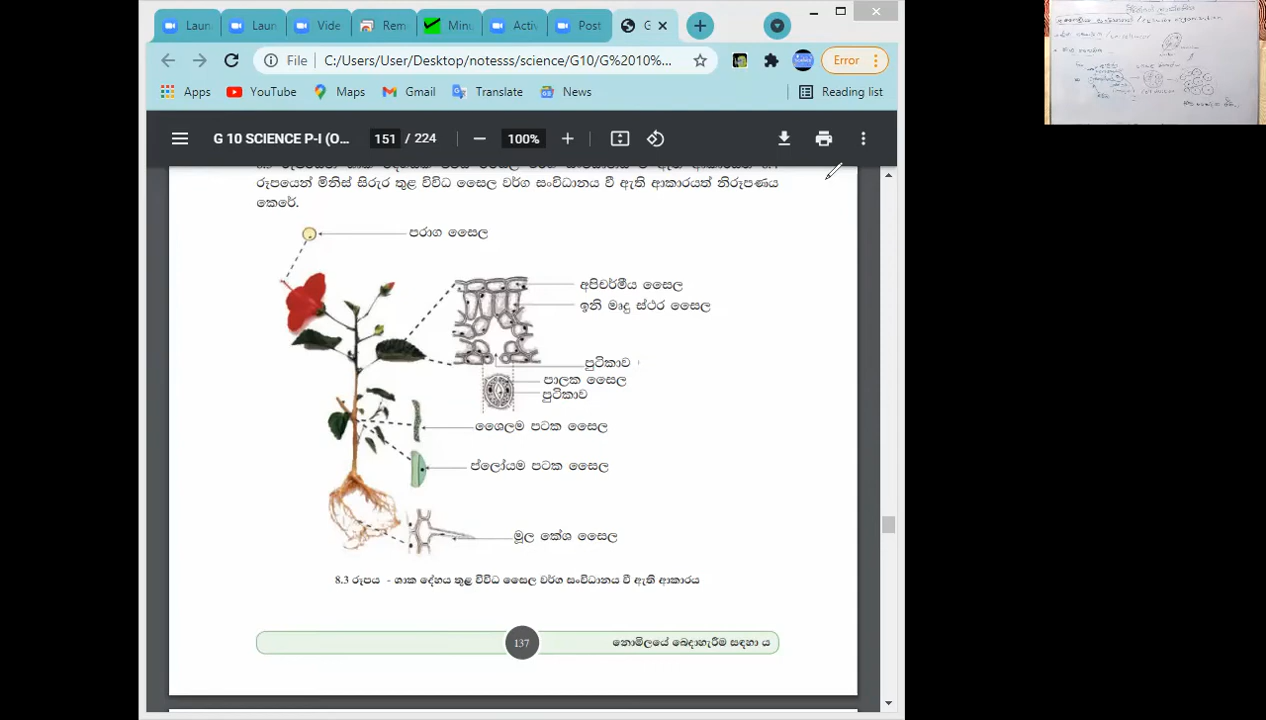 Laun
Laun
Vide
Rem
Minu
Activ
Post
G
File C:/Users/User/Desktop/notesss/science/G10/G%2010%...
Error
Apps YouTube Maps Gmail Translate News Reading list
G 10 SCIENCE P-I (O... 151 / 224 100%
රූපයෙන් මිනිස් සිරුර තුළ විවිධ සෛල වර්ග සංවිධානය වී ඇති ආකාරයත් නිරූපණය
කෙරේ.
පරාග සෛල
අපිචර්මීය සෛල
ඉනි මෘදු ස්ථර සෛල
පුටිකාව
පාලක සෛල
පුටිකාව
ශෛලම පටක සෛල
ප්ලෝයම පටක සෛල
මූල කේශ සෛල
8.3 රූපය - ශාක දේහය තුළ විවිධ සෛල වර්ග සංවිධානය වී ඇති ආකාරය
137
නොමිලයේ බෙදාහැරීම සඳහා ය